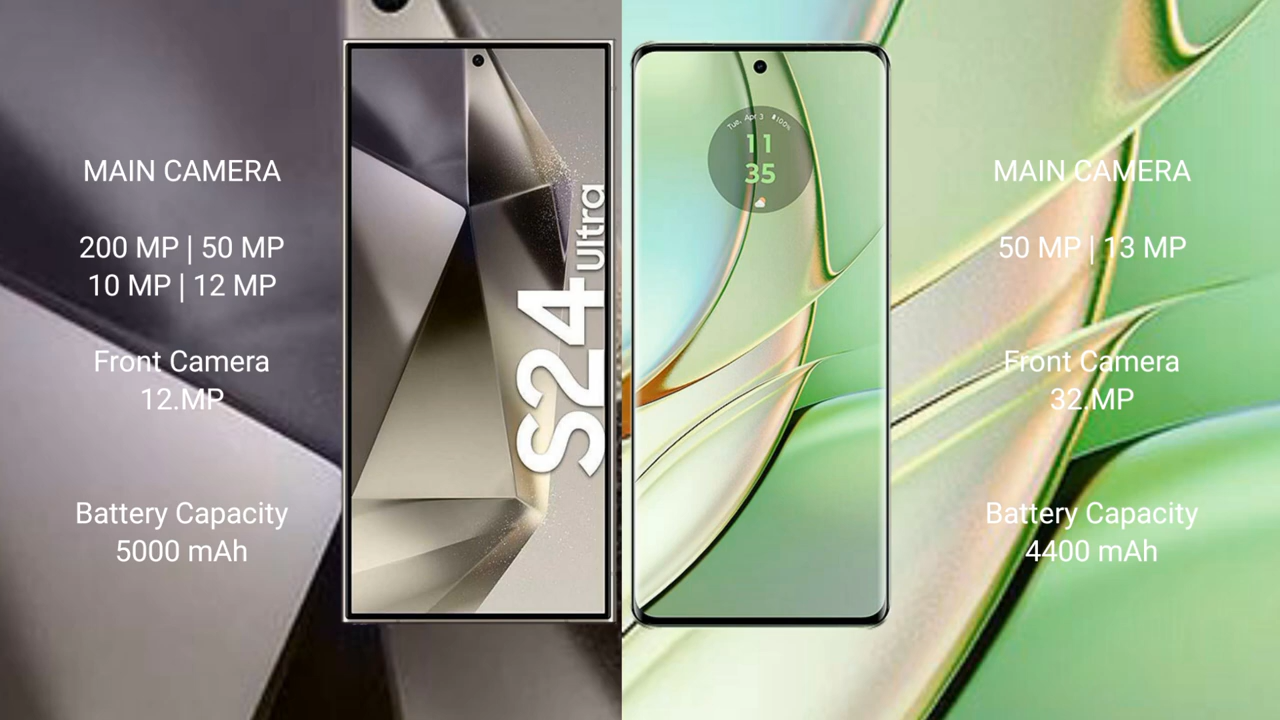 MAIN CAMERA
200 MP | 50 MP
10 MP | 12 MP
Front Camera
12.MP
Battery Capacity
5000 mAh
S24 ultra
Tue, Apr 3 100%
11
35
MAIN CAMERA
50 MP | 13 MP
Front Camera
32.MP
Battery Capacity
4400 mAh